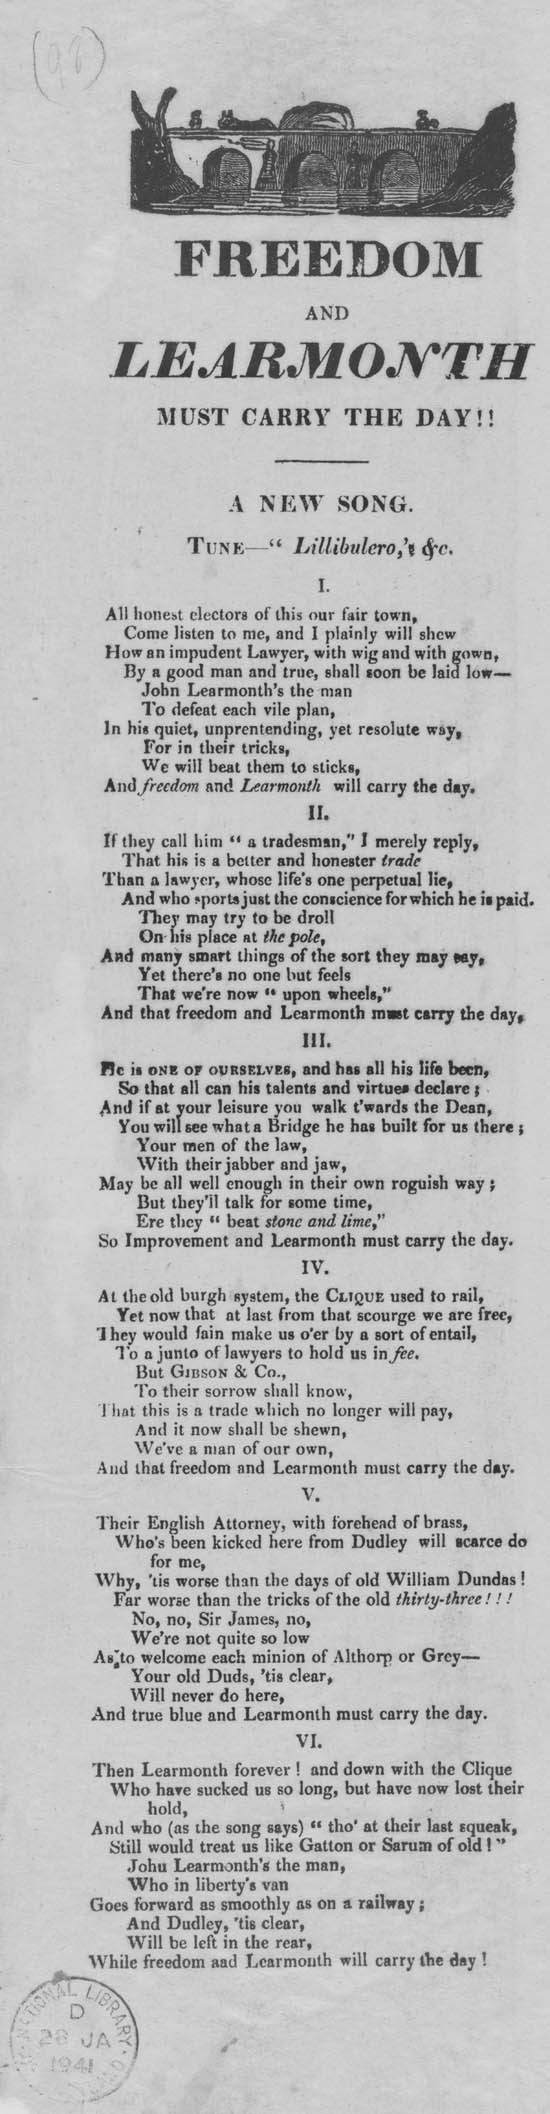 (98)
FREEDOM
AND
LEARMONTH
MUST CARRY THE DAY!!
A NEW SONG.
TUNE—“ Lillibulero,’s &c.
I.
All honest electors of this our fair town,
Come listen to me, and I plainly will shew
How an impudent Lawyer, with wig and with gown,
By a good man and true, shall soon be laid low—
John Learmonth's the man
To defeat each vile plan,
In his quiet, unprentending, yet resolute way,
For in their tricks,
We will beat them to sticks,
And freedom and Learmonth will carry the day.
II.
If they call him “ a tradesman,” I merely reply,
That his is a better and honester trade
Than a lawyer, whose life's one perpetual lie,
And who sports just the conscience for which he is paid.
They may try to be droll
On his place at the pole,
And many smart things of the sort they may say,
Yet there's no one but feels
That we're now “ upon wheels,”
And that freedom and Learmonth must carry the day,
III.
He is ONE OF OURSELVES, and has all his life been,
So that all can his talents and virtues declare ;
And if at your leisure you walk t'wards the Dean,
You will see what a Bridge he has built for us there ;
Your men of the law,
With their jabber and jaw,
May be all well enough in their own roguish way ;
But they'll talk for some time,
Ere they “ beat stone and lime,”
So Improvement and Learmonth must carry the day.
IV.
At the old burgh system, the CLIQUE used to rail,
Yet now that at last from that scourge we are free,
They would fain make us o'er by a sort of entail,
To a junto of lawyers to hold us in fee.
But GIBSON & Co.,
To their sorrow shall know,
That this is a trade which no longer will pay,
And it now shall be shewn,
We've a man of our own,
And that freedom and Learmonth must carry the day.
V.
Their English Attorney, with forehead of brass,
Who's been kicked here from Dudley will scarce do
for me,
Why, 'tis worse than the days of old William Dundas !
Far worse than the tricks of the old thirty-three ! ! !
No, no, Sir James, no,
We're not quite so low
As to welcome each minion of Althorp or Grey—
Your old Duds, 'tis clear,
Will never do here,
And true blue and Learmonth must carry the day.
VI.
Then Learmonth forever ! and down with the Clique
Who have sucked us so long, but have now lost their
hold,
And who (as the song says) “ tho' at their last squeak,
Still would treat us like Gatton or Sarum of old ! ”
Johu Learmonth's the man,
Who in liberty's van
Goes forward as smoothly as on a railway ;
And Dudley, 'tis clear,
Will be left in the rear,
While freedom aad Learmonth will carry the day !
NATIONAL LIBRARY
D
28 JA
1941